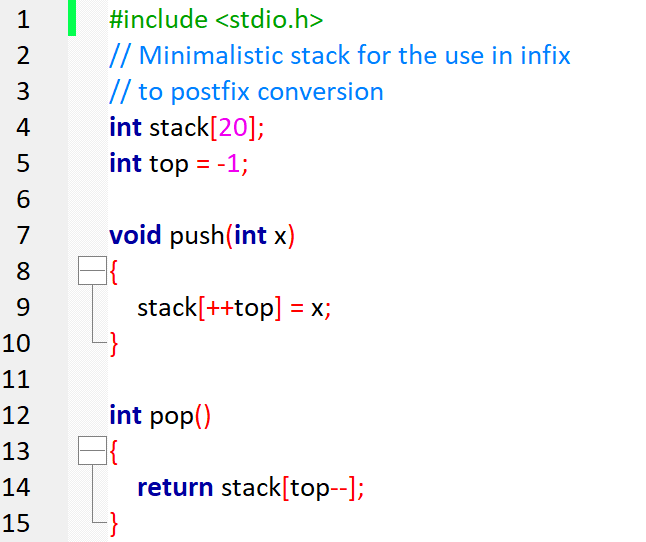 1 #include <stdio.h>
2 // Minimalistic stack for the use in infix
3 // to postfix conversion
4 int stack[20];
5 int top = -1;
6
7 void push(int x)
8 {
9 stack[++top] = x;
10 }
11
12 int pop()
13 {
14 return stack[top--];
15 }